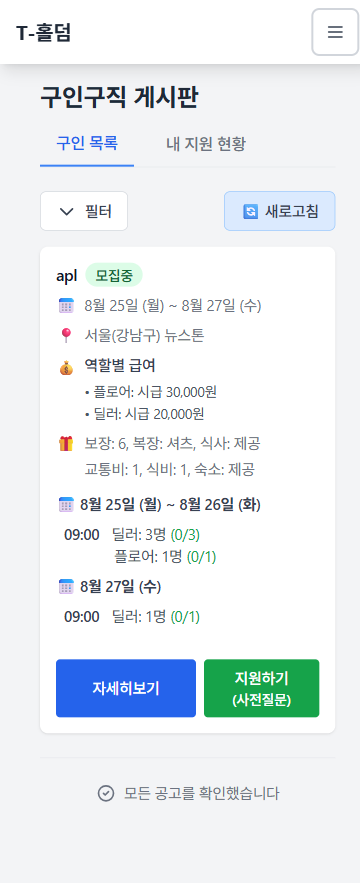 T-홀덤
구인구직 게시판
구인 목록
내 지원 현황
필터
새로고침
apl 모집중
8월 25일 (월) ~ 8월 27일 (수)
서울(강남구) 뉴스톤
역할별 급여
• 플로어: 시급 30,000원
• 딜러: 시급 20,000원
보장: 6, 복장: 셔츠, 식사: 제공
교통비: 1, 식비: 1, 숙소: 제공
8월 25일 (월) ~ 8월 26일 (화)
09:00 딜러: 3명 (0/3)
플로어: 1명 (0/1)
8월 27일 (수)
09:00 딜러: 1명 (0/1)
자세히보기
지원하기
(사전질문)
모든 공고를 확인했습니다